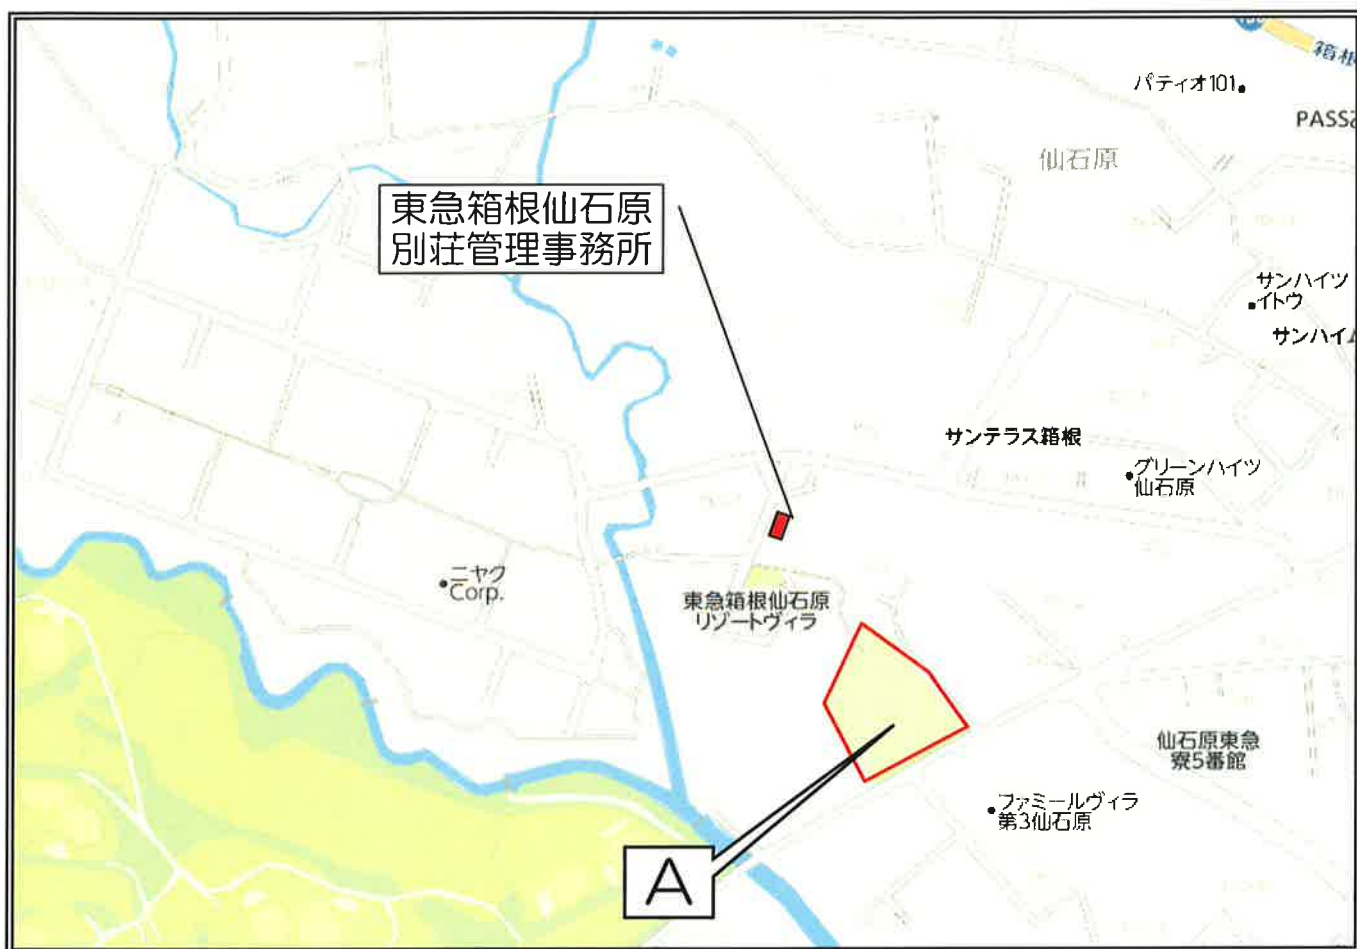 箱根
パティオ101
PASS
仙石原
東急箱根仙石原
別荘管理事務所
サンハイツ
イトウ
サンハイム
サンテラス箱根
グリーンハイツ
仙石原
ニヤク
Corp.
東急箱根仙石原
リゾートヴィラ
仙石原東急
寮5番館
ファミールヴィラ
第3仙石原
A